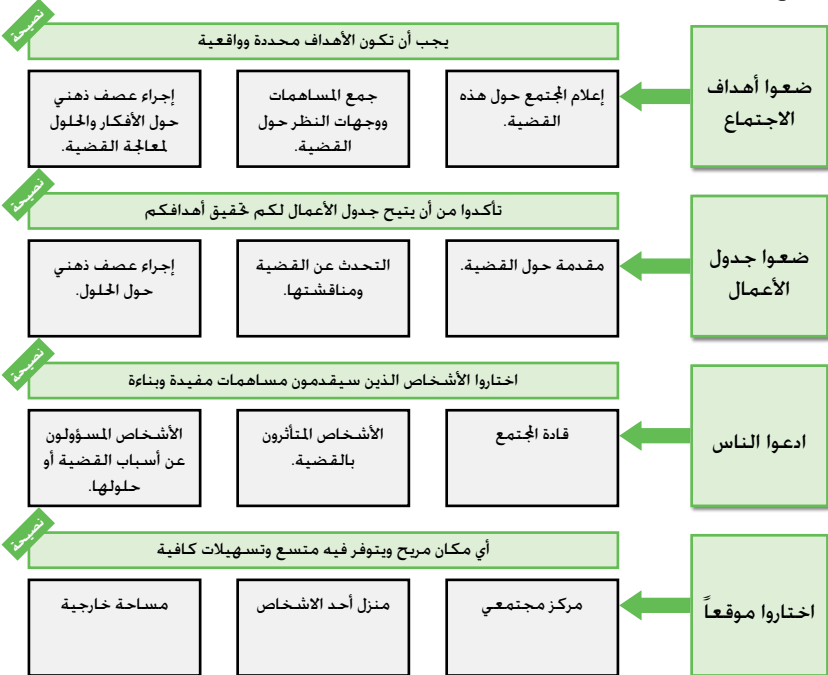 ضعوا أهداف
الاجتماع
نصيحة
يجب أن تكون الأهداف محددة وواقعية
إعلام المجتمع حول هذه
القضية.
جمع المساهمات
ووجهات النظر حول
القضية.
إجراء عصف ذهني
حول الأفكار والحلول
لمعالجة القضية.
ضعوا جدول
الأعمال
نصيحة
تأكدوا من أن يتيح جدول الأعمال لكم تحقيق أهدافكم
مقدمة حول القضية.
التحدث عن القضية
ومناقشتها.
إجراء عصف ذهني
حول الحلول.
ادعوا الناس
نصيحة
اختاروا الأشخاص الذين سيقدمون مساهمات مفيدة وبناءة
قادة المجتمع
الأشخاص المتأثرون
بالقضية.
الأشخاص المسؤولون
عن أسباب القضية أو
حلولها.
اختاروا موقعاً
نصيحة
أي مكان مريح ويتوفر فيه متسع وتسهيلات كافية
مركز مجتمعي
منزل أحد الاشخاص
مساحة خارجية